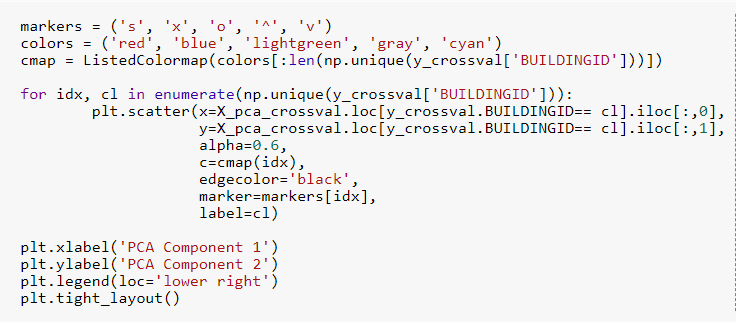 markers = ('s', 'x', 'o', '^', 'v')
colors = ('red', 'blue', 'lightgreen', 'gray', 'cyan')
cmap = ListedColormap(colors[:len(np.unique(y_crossval['BUILDINGID']))])

for idx, cl in enumerate(np.unique(y_crossval['BUILDINGID'])):
        plt.scatter(x=X_pca_crossval.loc[y_crossval.BUILDINGID== cl].iloc[:,0],
                    y=X_pca_crossval.loc[y_crossval.BUILDINGID== cl].iloc[:,1],
                    alpha=0.6,
                    c=cmap(idx),
                    edgecolor='black',
                    marker=markers[idx],
                    label=cl)

plt.xlabel('PCA Component 1')
plt.ylabel('PCA Component 2')
plt.legend(loc='lower right')
plt.tight_layout()